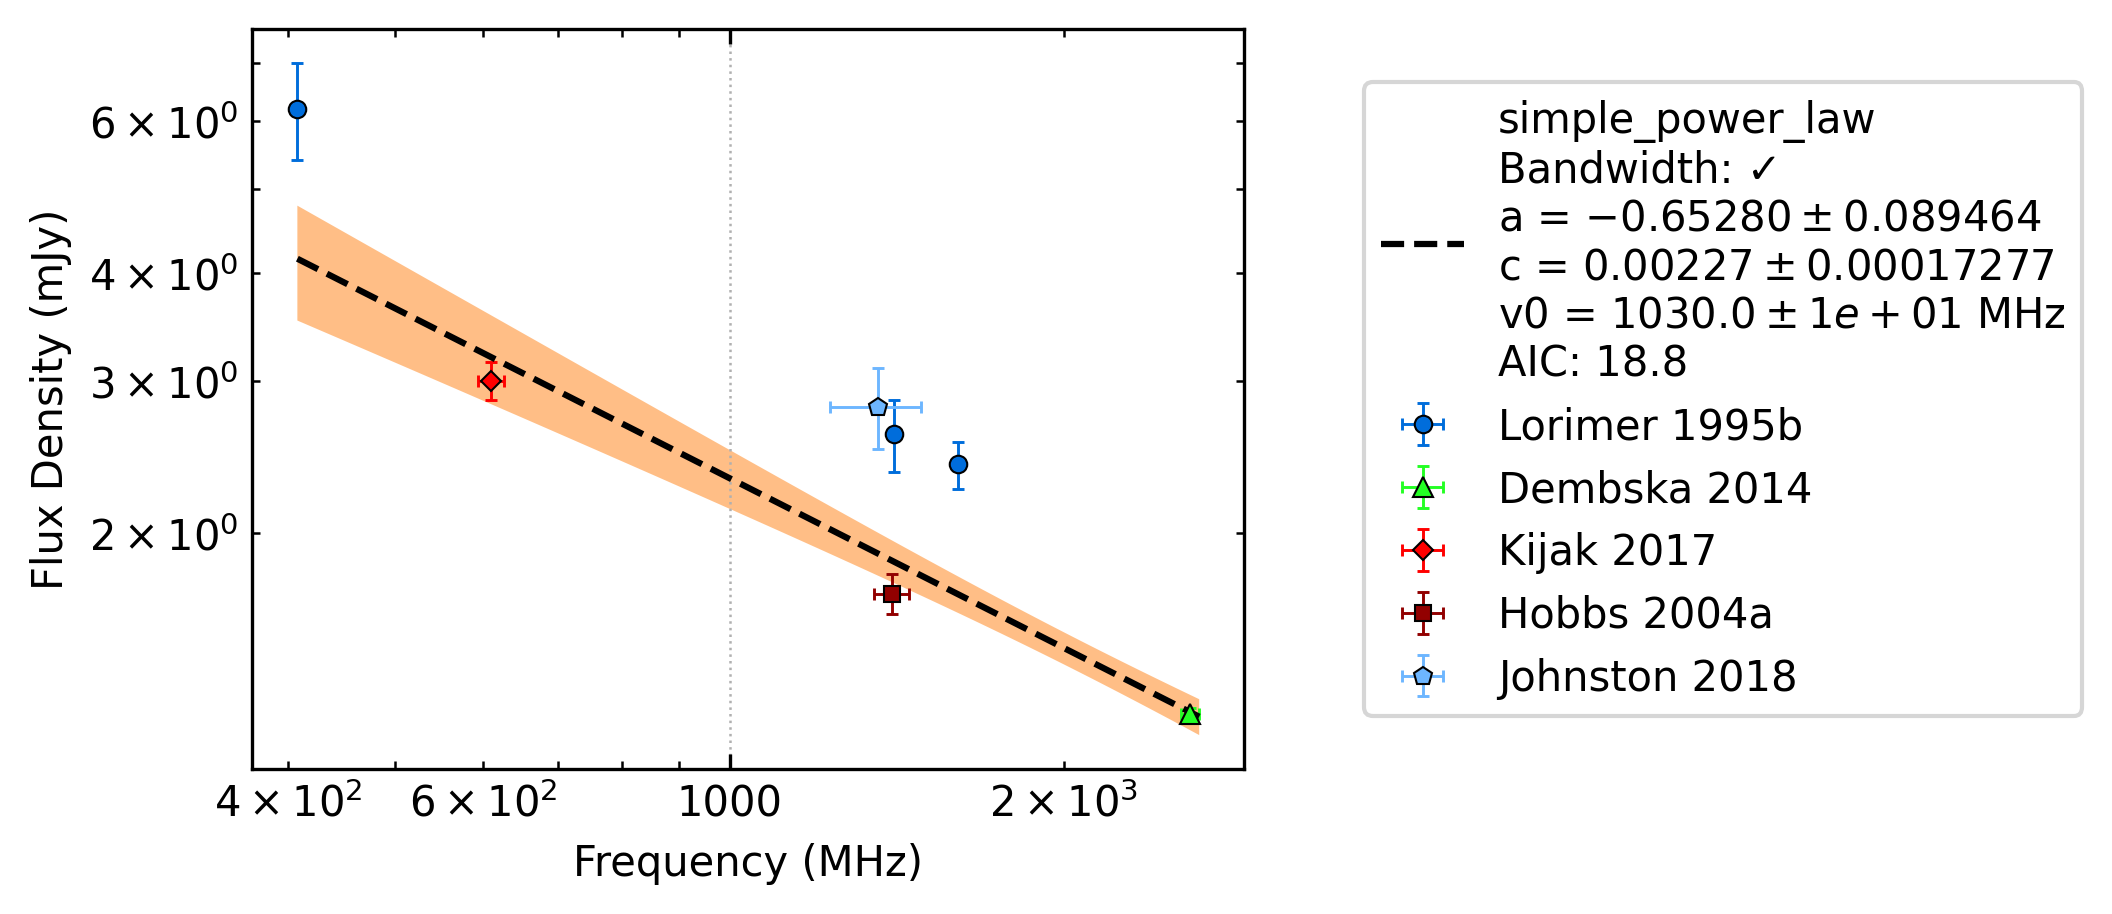 6 × 10⁰
4 × 10⁰
3 × 10⁰
2 × 10⁰
Flux Density (mJy)
4 × 10²
6 × 10²
1000
2 × 10³
Frequency (MHz)
simple_power_law
Bandwidth: ✓
a = −0.65280 ± 0.089464
c = 0.00227 ± 0.00017277
v0 = 1030.0 ± 1e + 01 MHz
AIC: 18.8
Lorimer 1995b
Dembska 2014
Kijak 2017
Hobbs 2004a
Johnston 2018